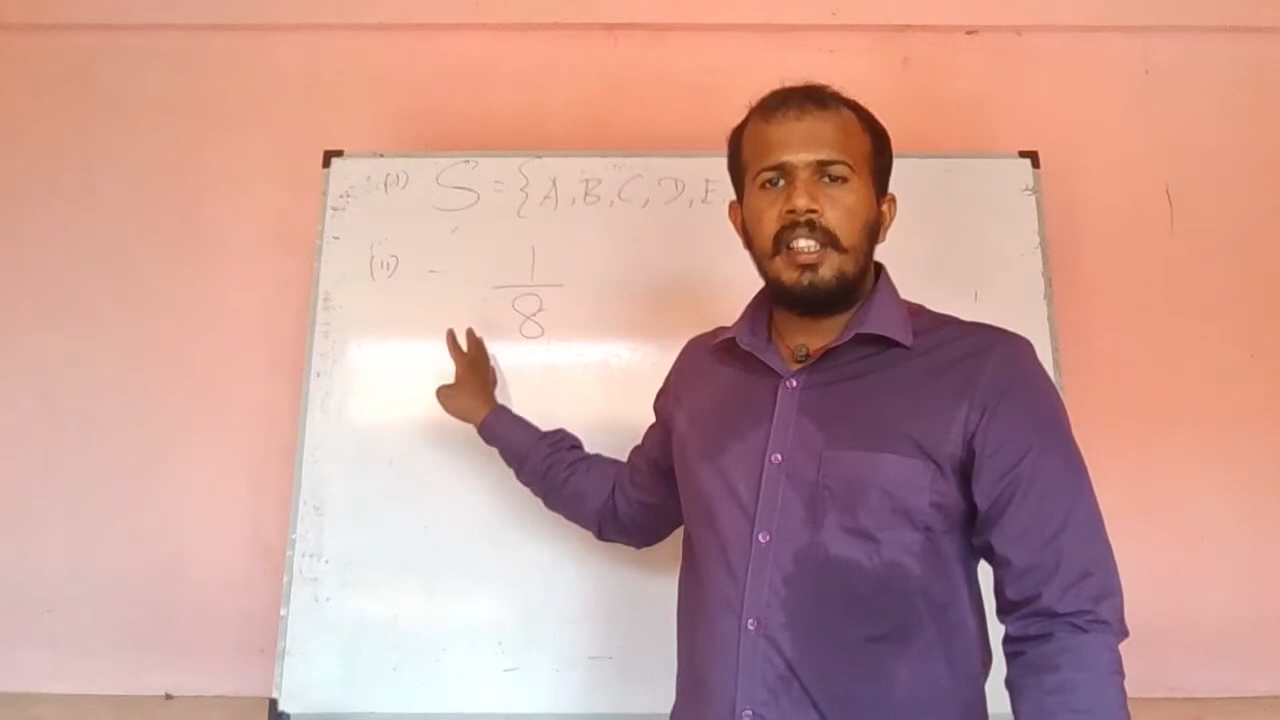 (i) S = { A, B, C, D, E,
(ii) - 1/8